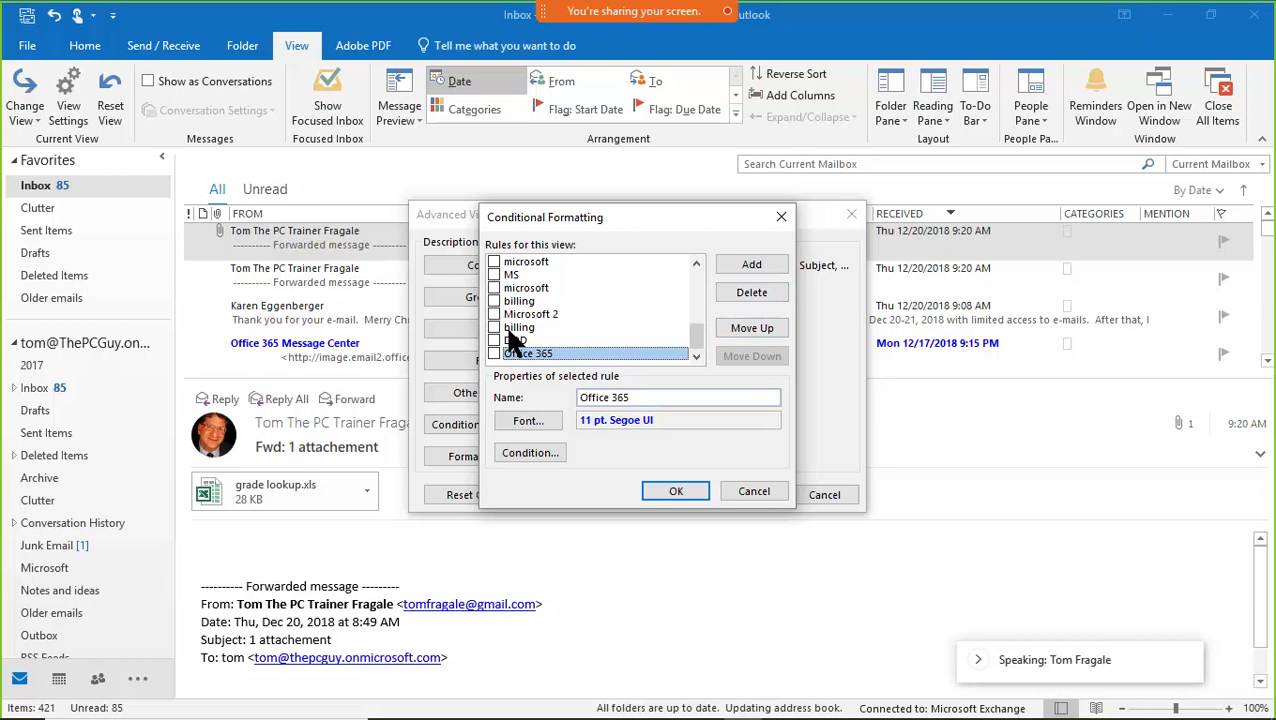 Inbox -
You're sharing your screen.
tlook
File
Home
Send / Receive
Folder
View
Adobe PDF
Tell me what you want to do
Change View
View Settings
Reset View
Current View
Show as Conversations
Conversation Settings
Messages
Show Focused Inbox
Focused Inbox
Message Preview
Date
From
To
Categories
Flag: Start Date
Flag: Due Date
Reverse Sort
Add Columns
Expand/Collapse
Arrangement
Folder Pane
Reading Pane
To-Do Bar
Layout
People Pane
People Pa...
Reminders Window
Open in New Window
Close All Items
Window
Favorites
Inbox 85
Clutter
Sent Items
Drafts
Deleted Items
Older emails
tom@ThePCGuy.on...
2017
Inbox 85
Drafts
Sent Items
Deleted Items
Archive
Clutter
Conversation History
Junk Email [1]
Journal
Microsoft
Notes and ideas
Older emails
Outbox
RSS Feeds
Search Current Mailbox
Current Mailbox
All
Unread
By Date
! FROM
RECEIVED
CATEGORIES
MENTION
Tom The PC Trainer Fragale
Thu 12/20/2018 9:20 AM
---------- Forwarded message
Tom The PC Trainer Fragale
Thu 12/20/2018 9:20 AM
---------- Forwarded message
Karen Eggenberger
Thu 12/20/2018 9:08 AM
Thank you for your e-mail. Merry Chr
Dec 20-21, 2018 with limited access to e-mails. After that, I
Office 365 Message Center
Mon 12/17/2018 9:15 PM
<http://image.email2.office
Reply
Reply All
Forward
Tom The PC Trainer Fraga
Fwd: 1 attachement
1
9:20 AM
grade lookup.xls
28 KB
---------- Forwarded message ---------
From: Tom The PC Trainer Fragale <tomfragale@gmail.com>
Date: Thu, Dec 20, 2018 at 8:49 AM
Subject: 1 attachement
To: tom <tom@thepcguy.onmicrosoft.com>
Advanced Vi
Description
Co
Gro
F
Othe
Condition
Forma
Reset C
Subject, ...
Cancel
Conditional Formatting
Rules for this view:
microsoft
MS
microsoft
billing
Microsoft 2
billing
Office 365
Add
Delete
Move Up
Move Down
Properties of selected rule
Name:
Office 365
Font...
11 pt. Segoe UI
Condition...
OK
Cancel
Speaking: Tom Fragale
Items: 421
Unread: 85
All folders are up to date.
Updating address book.
Connected to: Microsoft Exchange
100%